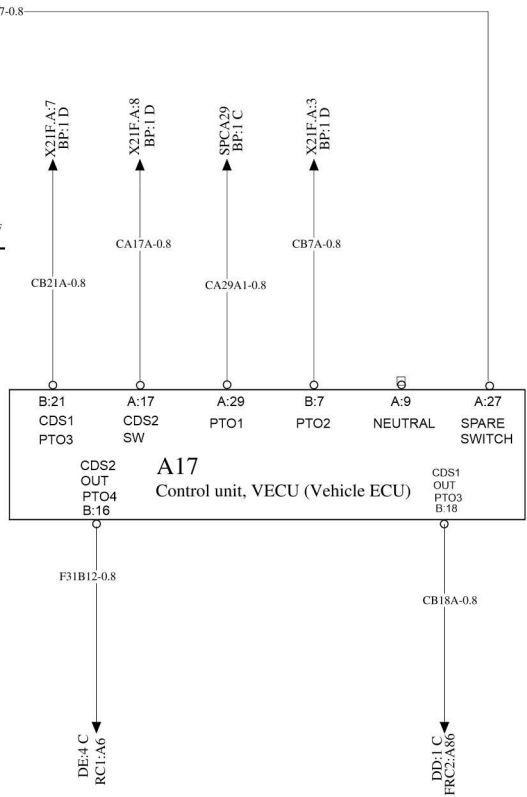 7-0.8
X21F.A:7
BP:1 D
X21F.A:8
BP:1 D
SPCA29
BP:1 C
X21F.A:3
BP:1 D
CA17A-0.8
CB7A-0.8
CB21A-0.8
CA29A1-0.8
B:21
CDS1
PTO3
A:17
CDS2
SW
A:29
PTO1
B:7
PTO2
A:9
NEUTRAL
A:27
SPARE
SWITCH
CDS2
OUT
PTO4
B:16
A17
Control unit, VECU (Vehicle ECU)
CDS1
OUT
PTO3
B:18
F31B12-0.8
CB18A-0.8
DE:4 C
RC1:A6
DD:1 C
FRC2:A86